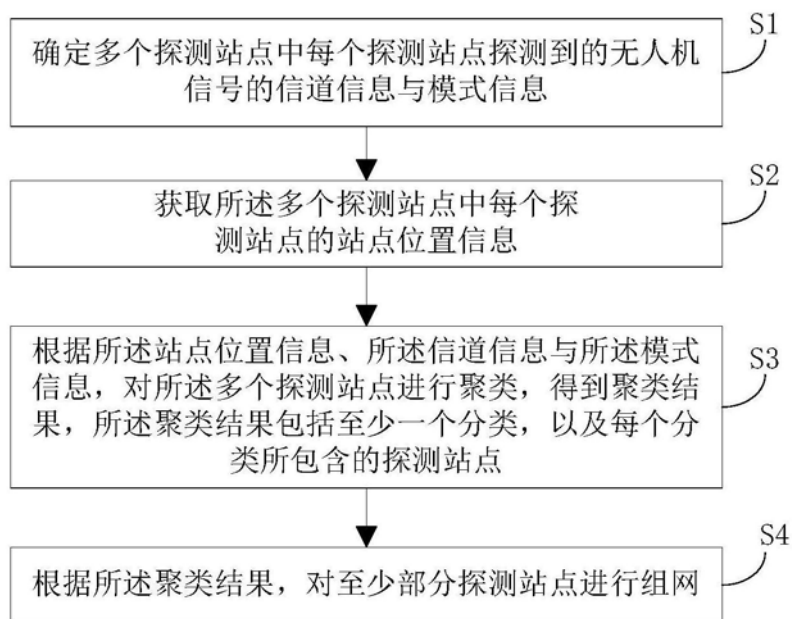 S1
确定多个探测站点中每个探测站点探测到的无人机
信号的信道信息与模式信息
S2
获取所述多个探测站点中每个探
测站点的站点位置信息
S3
根据所述站点位置信息、所述信道信息与所述模式
信息，对所述多个探测站点进行聚类，得到聚类结
果，所述聚类结果包括至少一个分类，以及每个分
类所包含的探测站点
S4
根据所述聚类结果，对至少部分探测站点进行组网